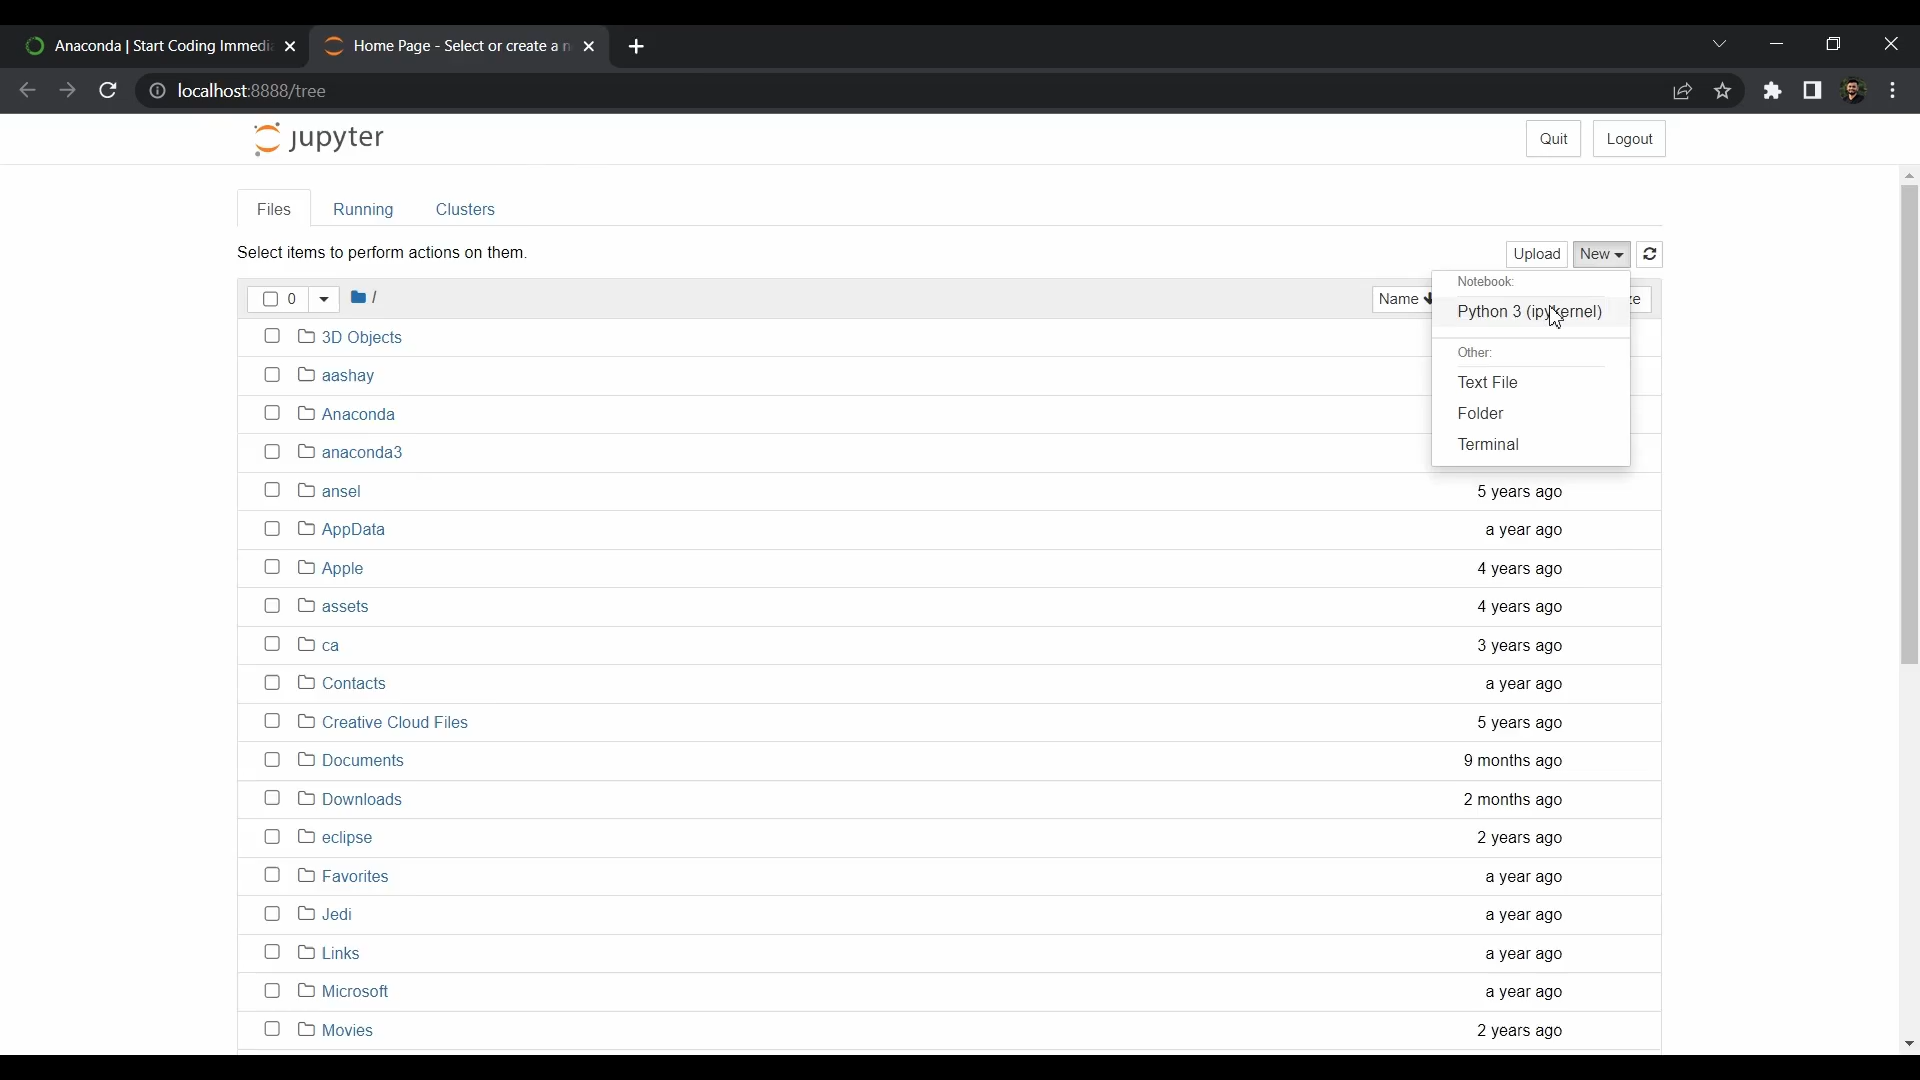 Anaconda | Start Coding Immedi
Home Page - Select or create a n
localhost:8888/tree
jupyter
Quit
Logout
Files
Running
Clusters
Select items to perform actions on them.
Upload
New
0
/
Name
Notebook:
Python 3 (ipykernel)
Other:
Text File
Folder
Terminal
3D Objects
aashay
Anaconda
anaconda3
ansel 5 years ago
AppData a year ago
Apple 4 years ago
assets 4 years ago
ca 3 years ago
Contacts a year ago
Creative Cloud Files 5 years ago
Documents 9 months ago
Downloads 2 months ago
eclipse 2 years ago
Favorites a year ago
Jedi a year ago
Links a year ago
Microsoft a year ago
Movies 2 years ago